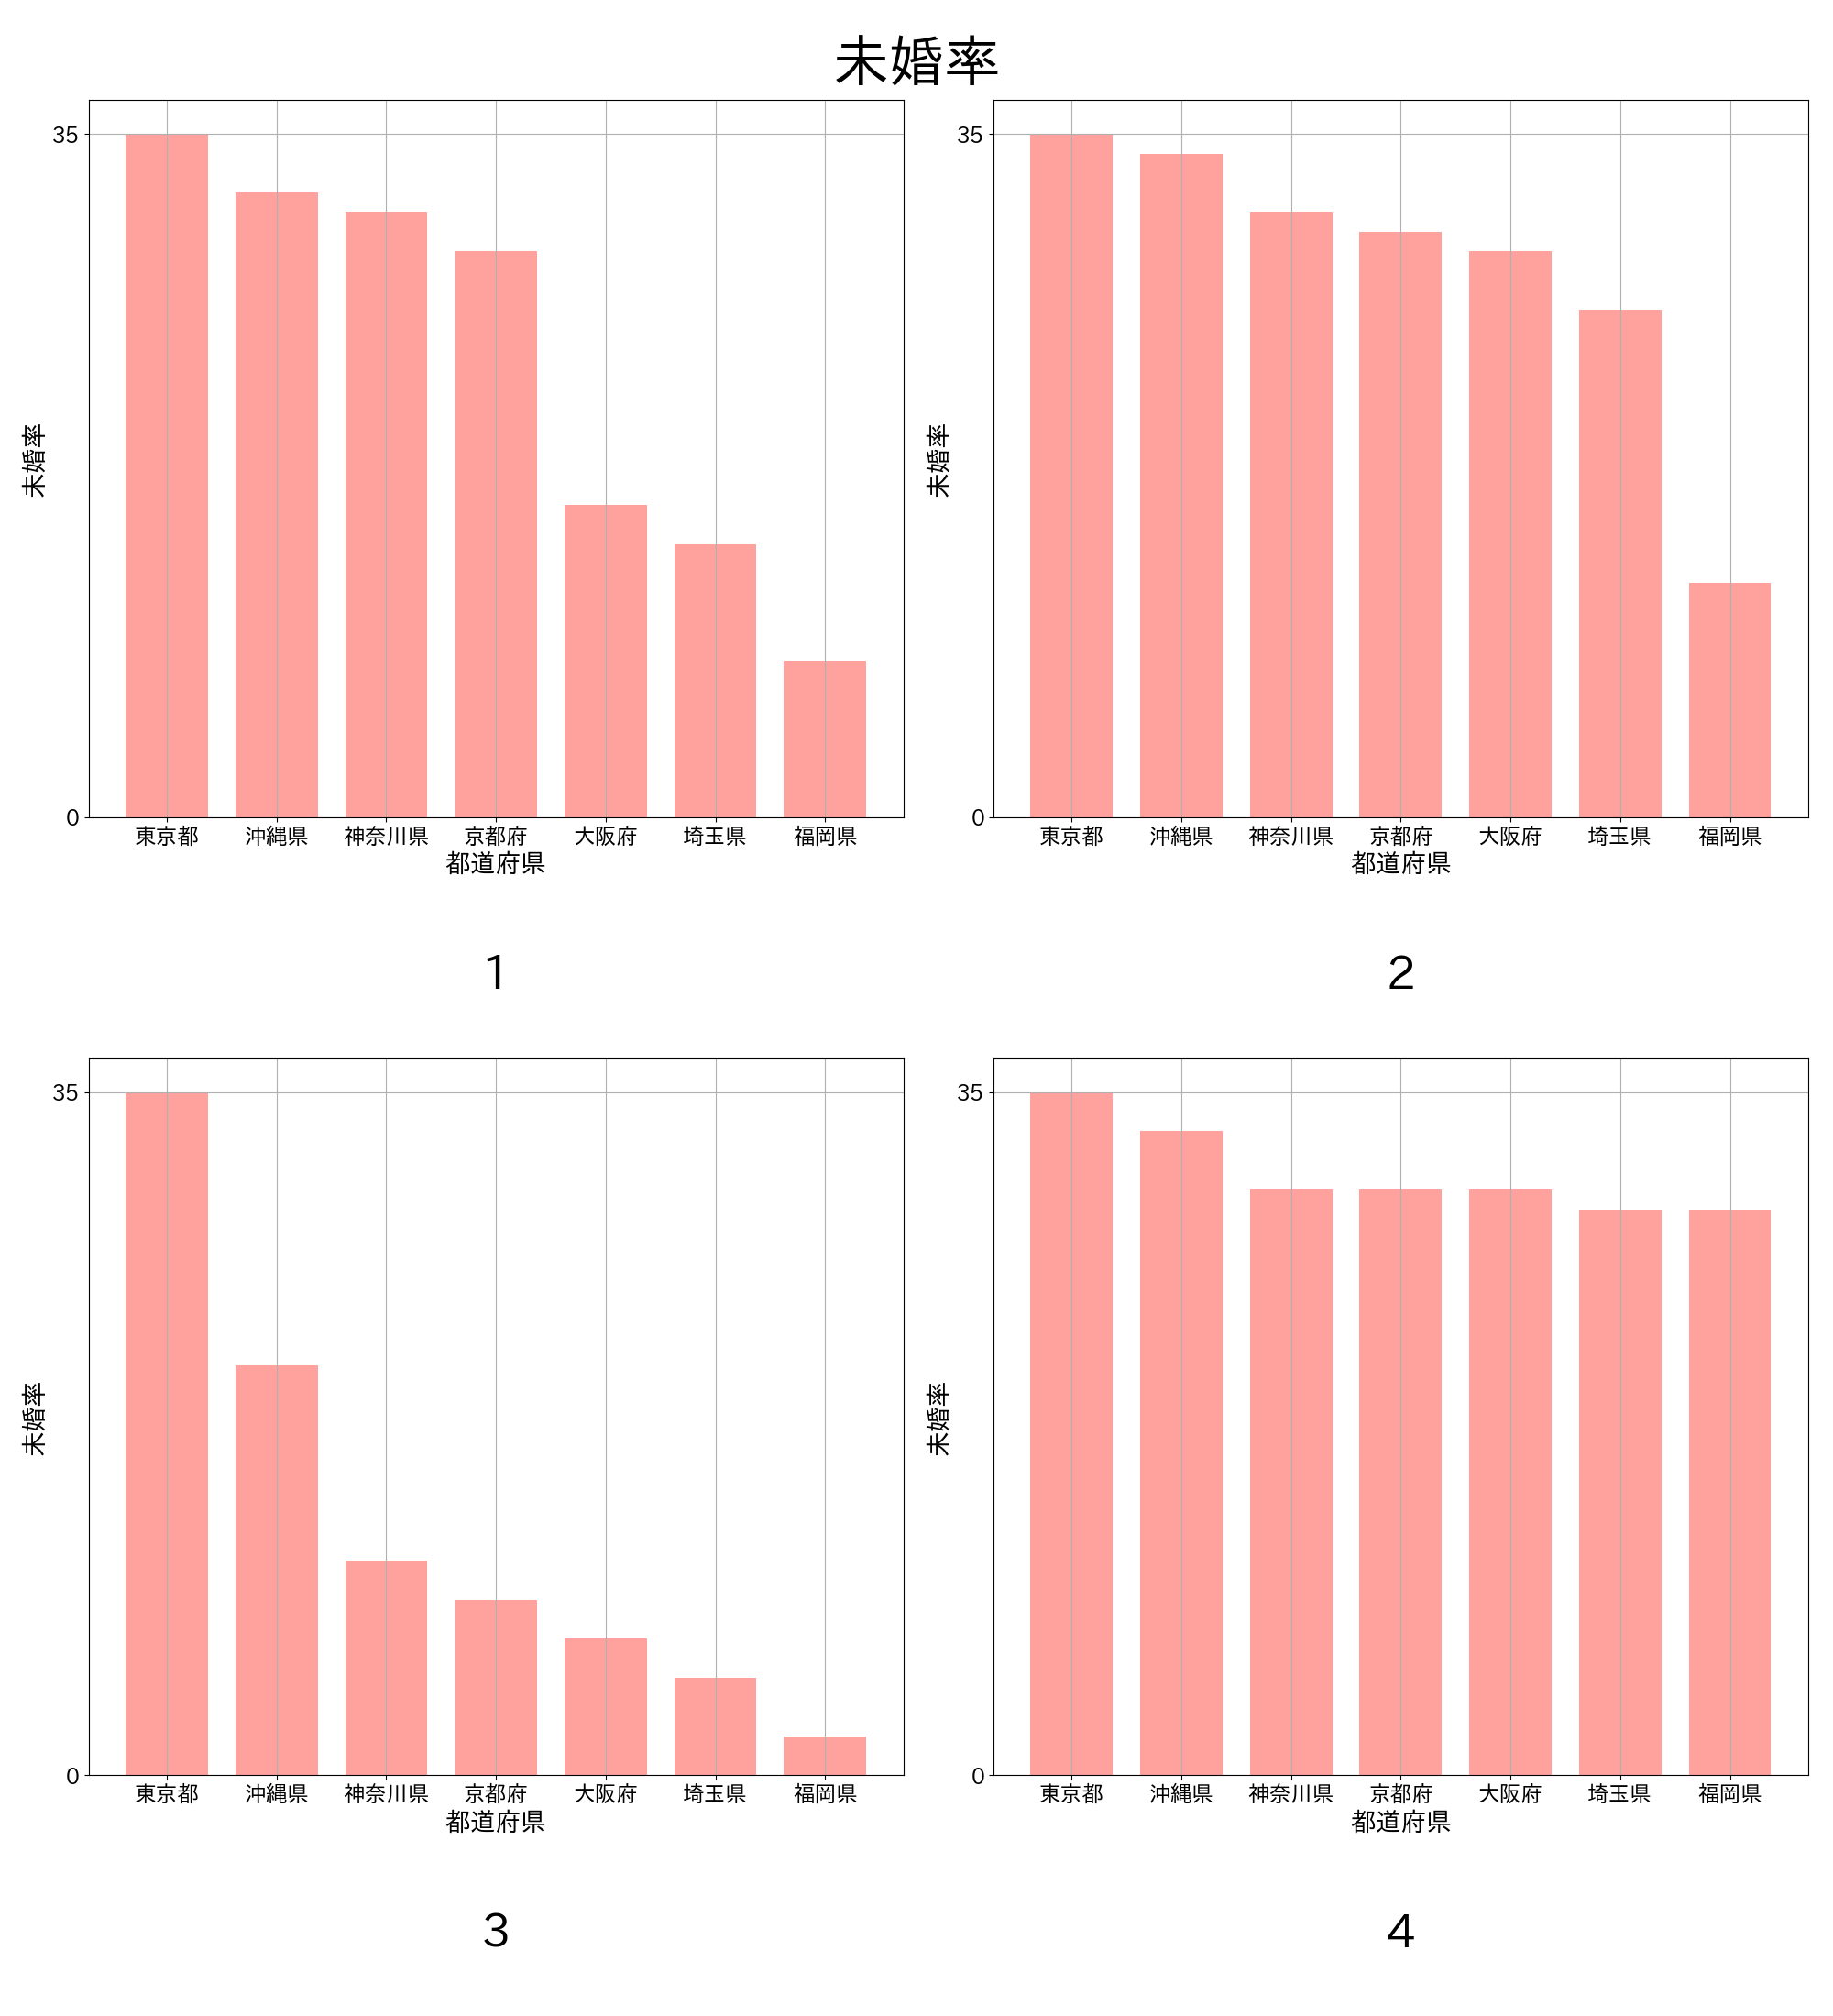 未婚率
35
0
未婚率
東京都 沖縄県 神奈川県 京都府 大阪府 埼玉県 福岡県
都道府県
1
35
0
未婚率
東京都 沖縄県 神奈川県 京都府 大阪府 埼玉県 福岡県
都道府県
2
35
0
未婚率
東京都 沖縄県 神奈川県 京都府 大阪府 埼玉県 福岡県
都道府県
3
35
0
未婚率
東京都 沖縄県 神奈川県 京都府 大阪府 埼玉県 福岡県
都道府県
4